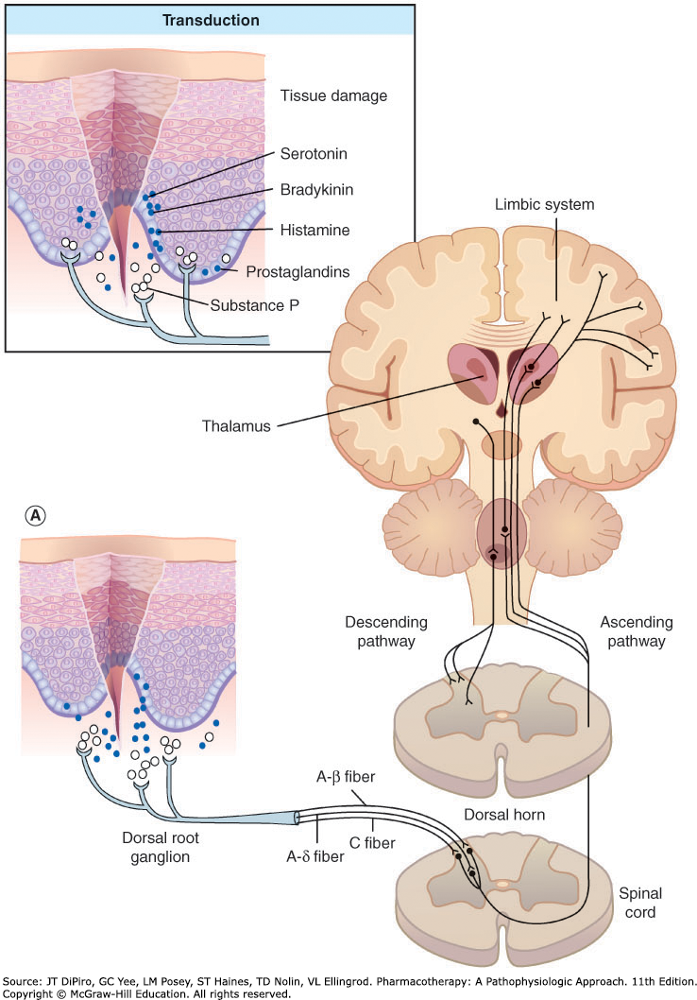 Transduction
Tissue damage
Serotonin
Bradykinin
Histamine
Prostaglandins
Substance P
Limbic system
Thalamus
A
Descending
pathway
Ascending
pathway
A-β fiber
Dorsal horn
C fiber
A-δ fiber
Dorsal root
ganglion
Spinal
cord
Source: JT DiPiro, GC Yee, LM Posey, ST Haines, TD Nolin, VL Ellingrod. Pharmacotherapy: A Pathophysiologic Approach. 11th Edition.
Copyright © McGraw-Hill Education. All rights reserved.